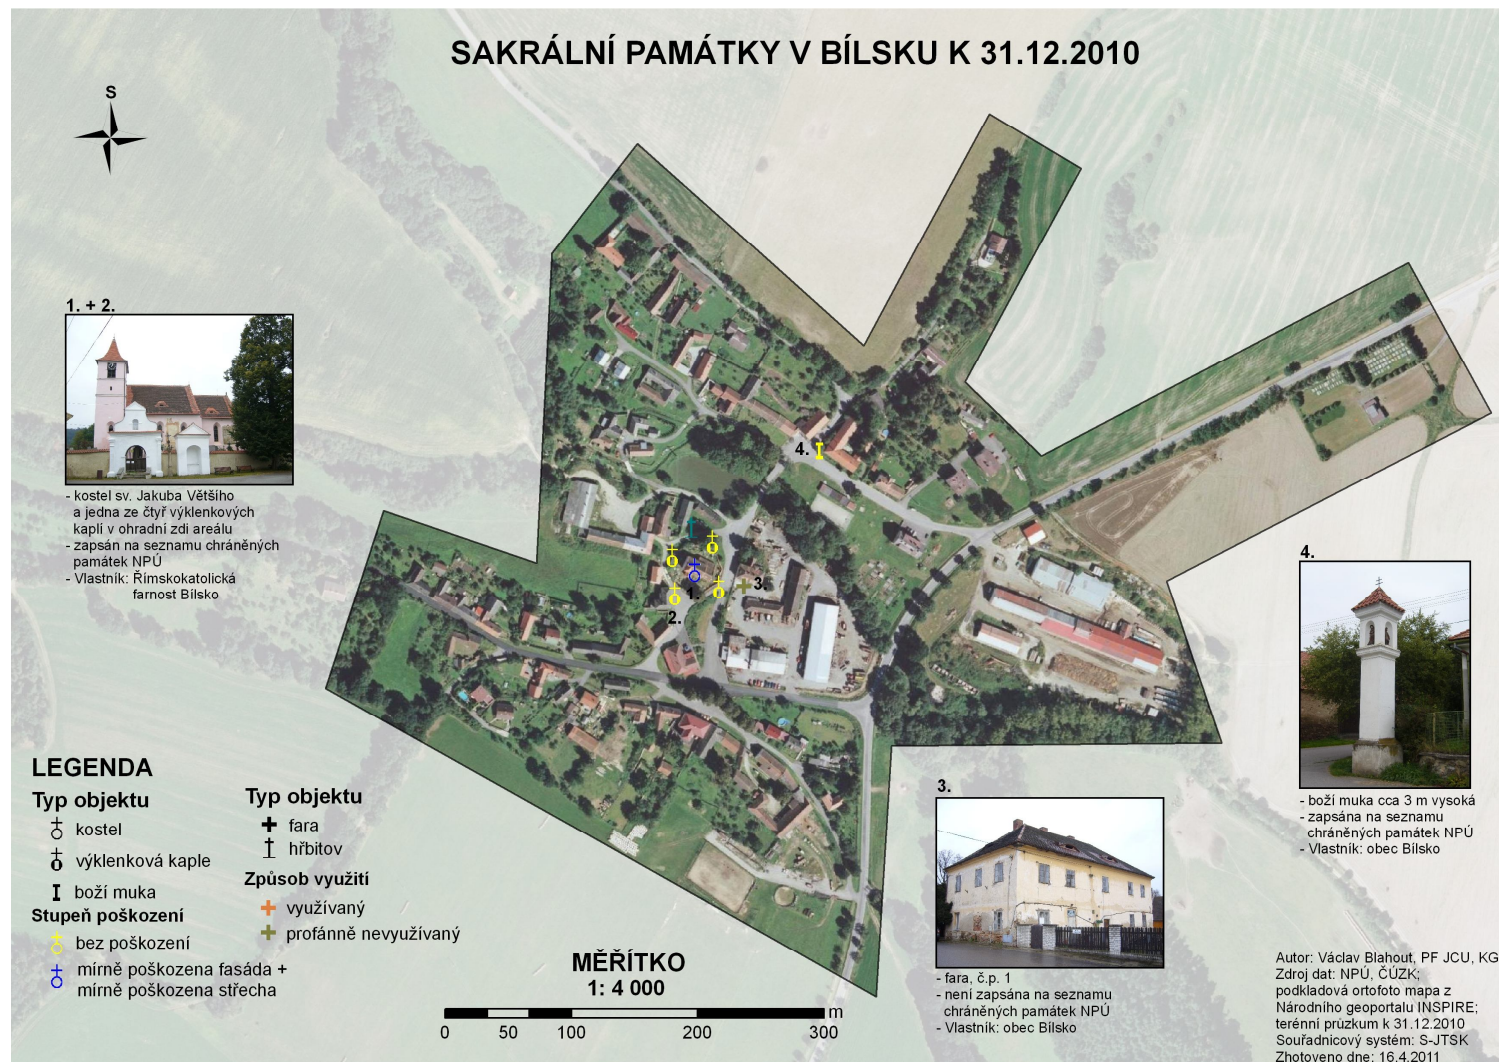 SAKRÁLNÍ PAMÁTKY V BÍLSKU K 31.12.2010
S
1. + 2.
- kostel sv. Jakuba Většího
a jedna ze čtyř výklenkových
kaplí v ohradní zdi areálu
- zapsán na seznamu chráněných
památek NPÚ
- Vlastník: Římskokatolická
farnost Bílsko
4.
1.
2.
3.
4.
- boží muka cca 3 m vysoká
- zapsána na seznamu
chráněných památek NPÚ
- Vlastník: obec Bílsko
3.
- fara, č.p. 1
- není zapsána na seznamu
chráněných památek NPÚ
- Vlastník: obec Bílsko
LEGENDA
Typ objektu
kostel
výklenková kaple
boží muka
Stupeň poškození
bez poškození
mírně poškozena fasáda +
mírně poškozena střecha
Typ objektu
fara
hřbitov
Způsob využití
využívaný
profánně nevyužívaný
MĚŘÍTKO
1: 4 000
m
0 50 100 200 300
Autor: Václav Blahout, PF JCU, KG
Zdroj dat: NPÚ, ČÚZK;
podkladová ortofoto mapa z
Národního geoportalu INSPIRE;
terénní průzkum k 31.12.2010
Souřadnicový systém: S-JTSK
Zhotoveno dne: 16.4.2011